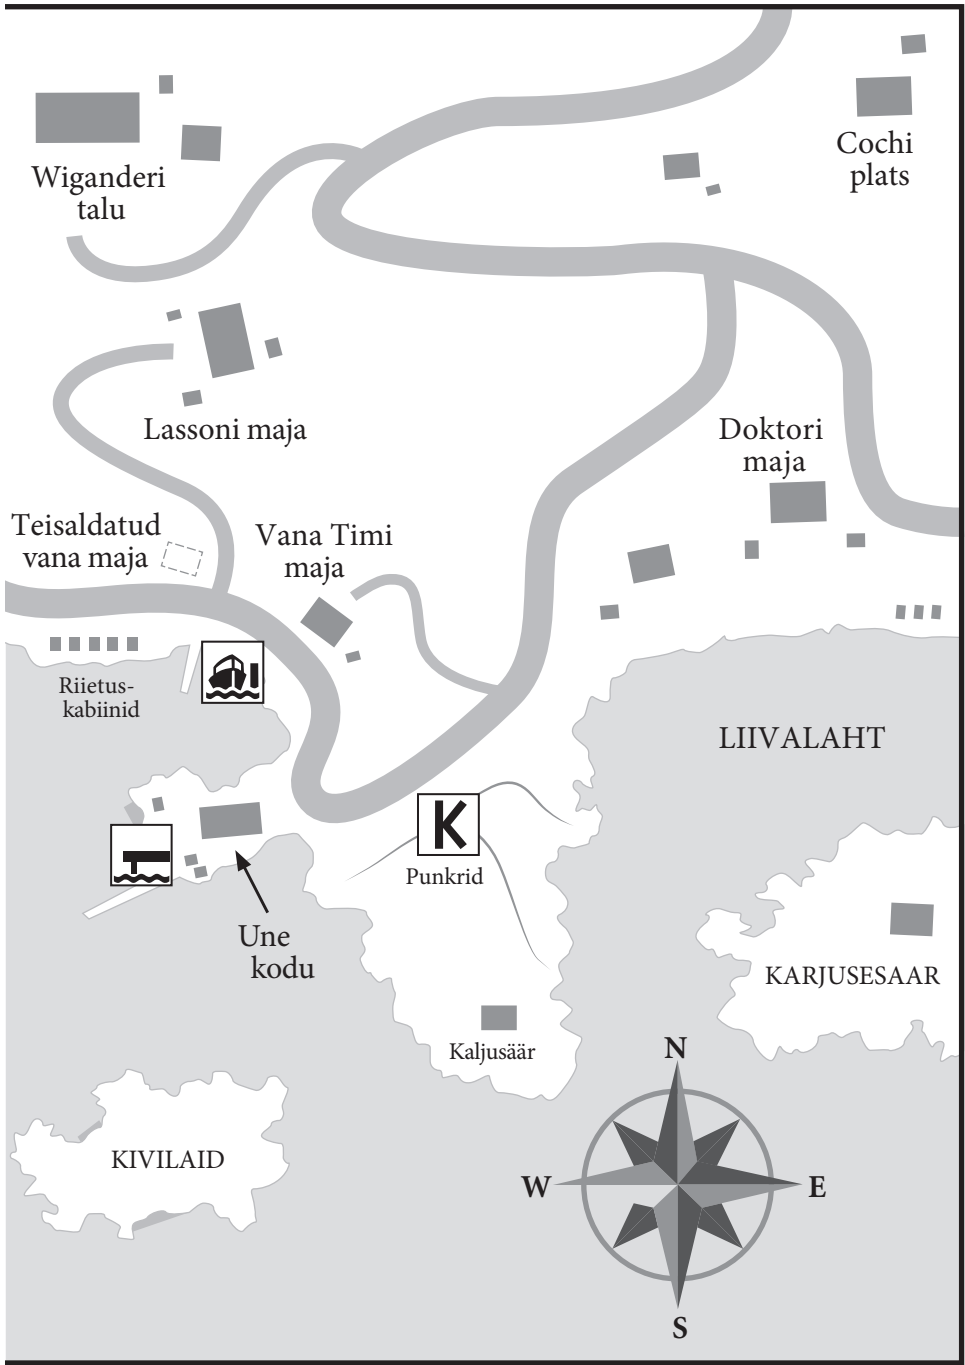 Cochi
plats
Wiganderi
talu
Lassoni maja
Doktori
maja
Teisaldatud
vana maja
Vana Timi
maja
Riietus-
kabiinid
LIIVALAHT
K
Punkrid
Une
kodu
KARJUSESAAR
Kaljusäär
KIVILAID
N
W
E
S